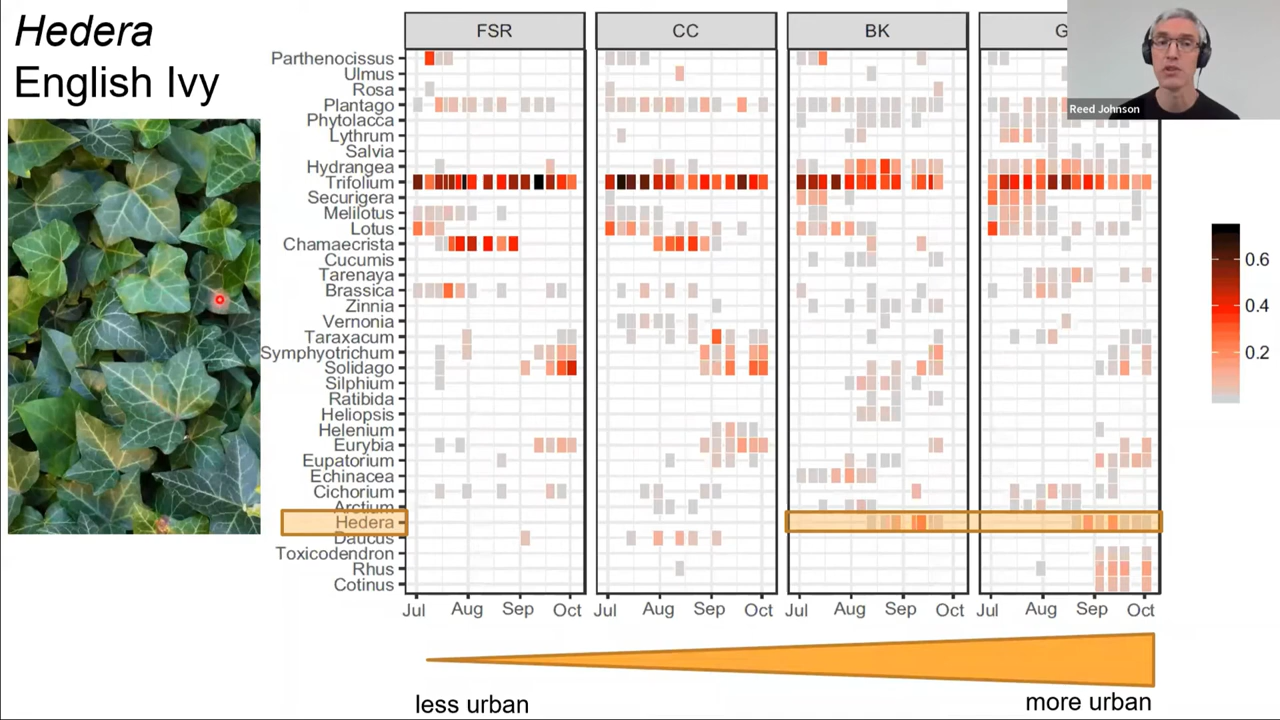 Hedera
English Ivy
FSR
CC
BK
G
Reed Johnson
Parthenocissus
Ulmus
Rosa
Plantago
Phytolacca
Lythrum
Salvia
Hydrangea
Trifolium
Securigera
Melilotus
Lotus
Chamaecrista
Cucumis
Tarenaya
Brassica
Zinnia
Vernonia
Taraxacum
Symphyotrichum
Solidago
Silphium
Ratibida
Heliopsis
Helenium
Eurybia
Eupatorium
Echinacea
Cichorium
Arctium
Hedera
Daucus
Toxicodendron
Rhus
Cotinus
0.6
0.4
0.2
Jul Aug Sep Oct Jul Aug Sep Oct Jul Aug Sep Oct Jul Aug Sep Oct
less urban
more urban